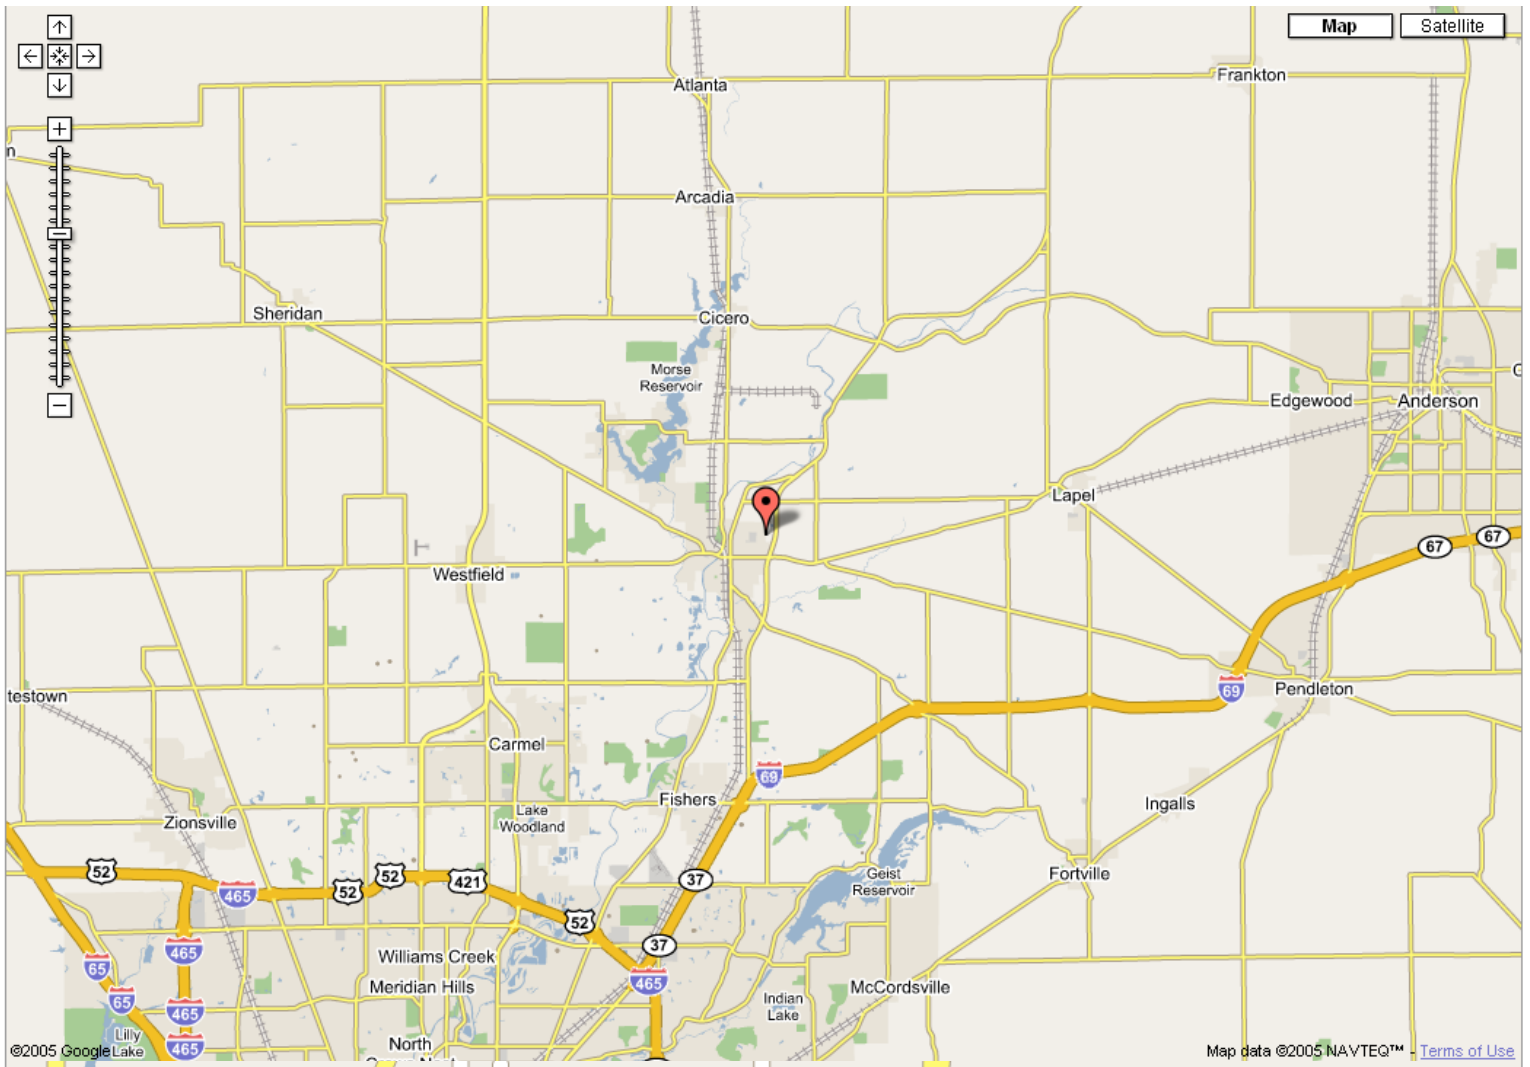 Map
Satellite
Atlanta
Frankton
n
Arcadia
Sheridan
Cicero
Morse
Reservoir
Edgewood
Anderson
Lapel
67
67
Westfield
69
Pendleton
testown
Carmel
69
Fishers
Ingalls
Lake
Woodland
Zionsville
52
52
52
421
465
37
Geist
Reservoir
Fortville
52
37
465
Williams Creek
65
465
Meridian Hills
McCordsville
65
465
Indian
Lake
Lilly
Lake
465
North
©2005 Google
Map data ©2005 NAVTEQ™ - Terms of Use